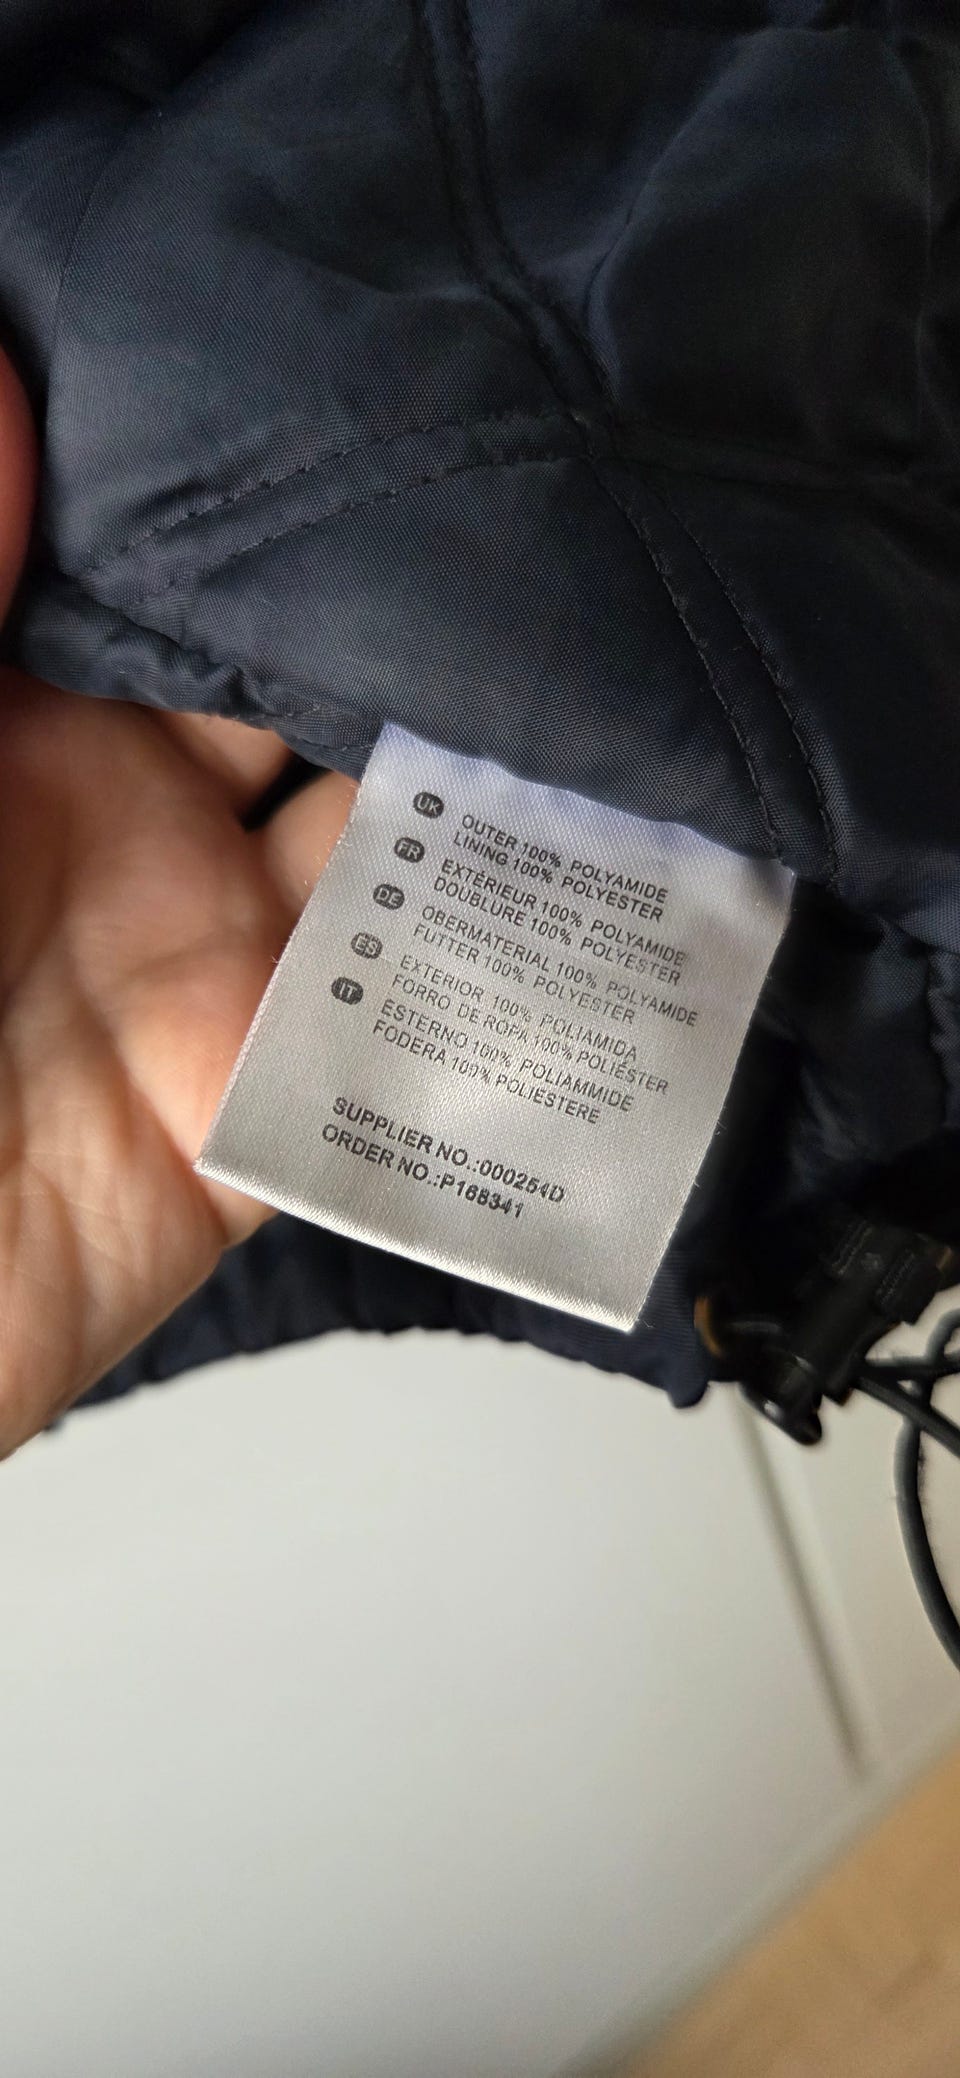 UK OUTER 100% POLYAMIDE
LINING 100% POLYESTER
FR EXTÉRIEUR 100% POLYAMIDE
DOUBLURE 100% POLYESTER
DE OBERMATERIAL 100% POLYAMIDE
FUTTER 100% POLYESTER
ES EXTERIOR 100% POLIAMIDA
FORRO DE ROPA 100% POLIÉSTER
IT ESTERNO 100% POLIAMMIDE
FODERA 100% POLIESTERE
SUPPLIER NO.:000254D
ORDER NO.:P168341